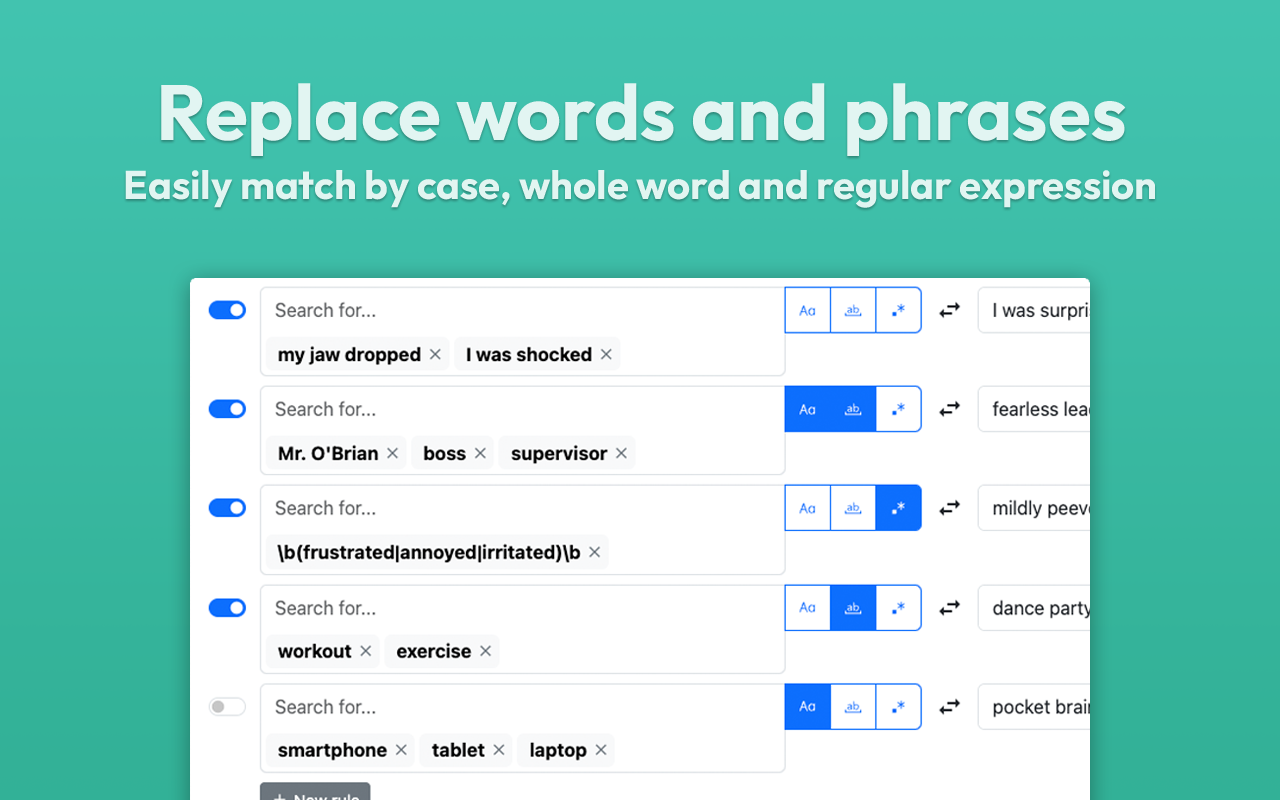 Replace words and phrases
Easily match by case, whole word and regular expression
Search for... Aa ab .* I was surpri
my jaw dropped × I was shocked ×
Search for... Aa ab .* fearless lea
Mr. O'Brian × boss × supervisor ×
Search for... Aa ab .* mildly peev
\b(frustrated|annoyed|irritated)\b ×
Search for... Aa ab .* dance party
workout × exercise ×
Search for... Aa ab .* pocket brai
smartphone × tablet × laptop ×
+ New rule